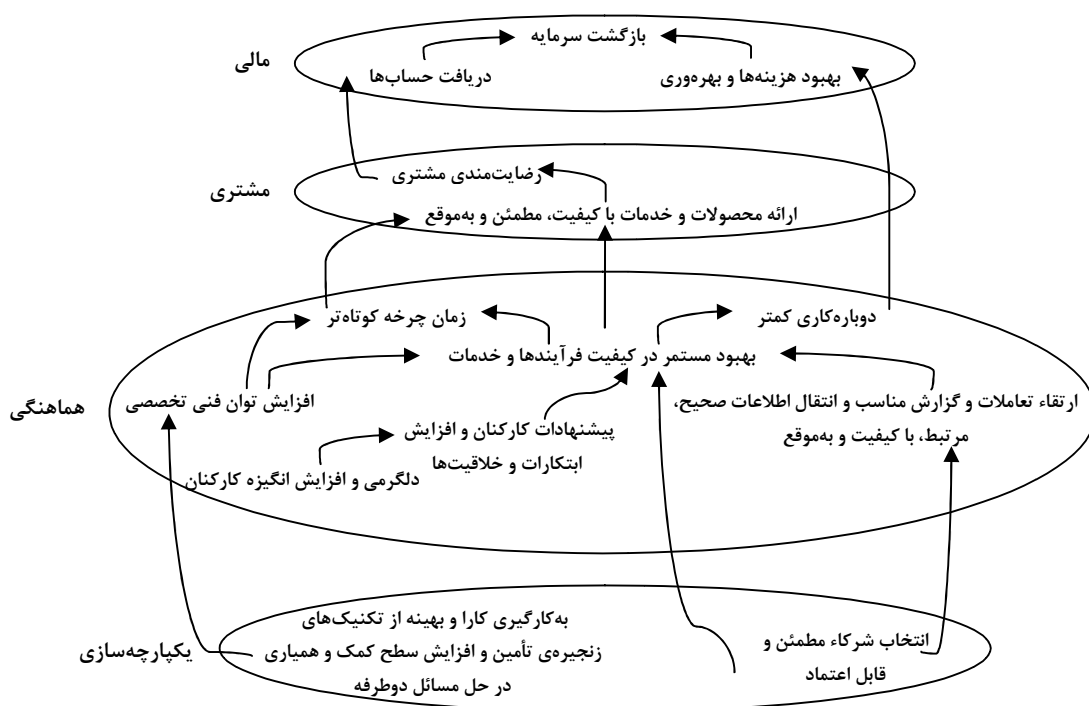 بازگشت سرمایه
مالی
بهبود هزینه‌ها و بهره‌وری
دریافت حساب‌ها
رضایت‌مندی مشتری
مشتری
ارائه محصولات و خدمات با کیفیت، مطمئن و به‌موقع
دوباره‌کاری کمتر
زمان چرخه کوتاه‌تر
بهبود مستمر در کیفیت فرآیندها و خدمات
ارتقاء تعاملات و گزارش مناسب و انتقال اطلاعات صحیح،
مرتبط، با کیفیت و به‌موقع
افزایش توان فنی تخصصی
هماهنگی
پیشنهادات کارکنان و افزایش
ابتکارات و خلاقیت‌ها
دلگرمی و افزایش انگیزه کارکنان
انتخاب شرکاء مطمئن و
قابل اعتماد
به‌کارگیری کارا و بهینه از تکنیک‌های
زنجیره‌ی تأمین و افزایش سطح کمک و همیاری
در حل مسائل دوطرفه
یکپارچه‌سازی